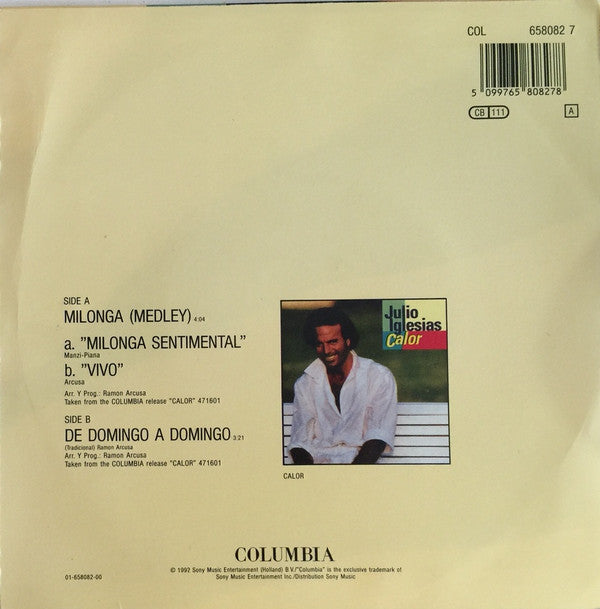 COL 658082 7
5 099765 808278
CB 111
A
SIDE A
MILONGA (MEDLEY) 4:04
a. "MILONGA SENTIMENTAL"
Manzi-Piana
b. "VIVO"
Arcusa
Arr. Y Prog.: Ramon Arcusa
Taken from the COLUMBIA release "CALOR" 471601
SIDE B
DE DOMINGO A DOMINGO 3:21
(Tradicional) Ramon Arcusa
Arr. Y Prog.: Ramon Arcusa
Taken from the COLUMBIA release "CALOR" 471601
Julio
Iglesias
Calor
CALOR
COLUMBIA
© 1992 Sony Music Entertainment (Holland) B.V./"Columbia" is the exclusive trademark of
Sony Music Entertainment Inc./Distribution Sony Music
01-658082-00